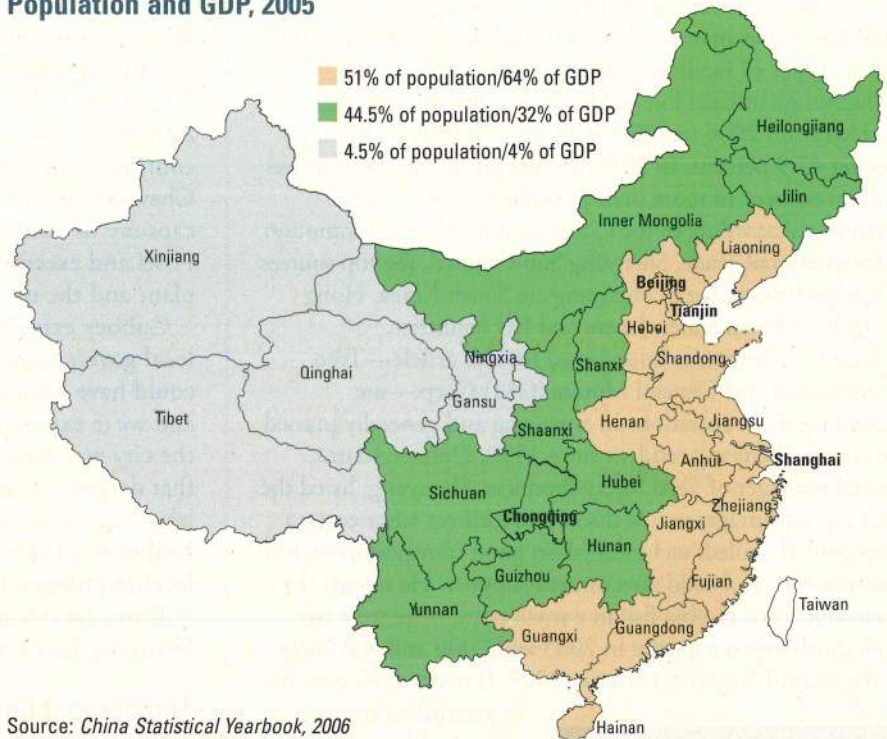 Population and GDP, 2005
51% of population/64% of GDP
44.5% of population/32% of GDP
4.5% of population/4% of GDP
Heilongjiang
Jilin
Inner Mongolia
Liaoning
Xinjiang
Beijing
Tianjin
Hebei
Ningxia
Shanxi
Shandong
Qinghai
Gansu
Tibet
Shaanxi
Henan
Jiangsu
Anhui
Shanghai
Sichuan
Hubei
Chongqing
Zhejiang
Jiangxi
Hunan
Guizhou
Fujian
Yunnan
Taiwan
Guangxi
Guangdong
Hainan
Source: China Statistical Yearbook, 2006